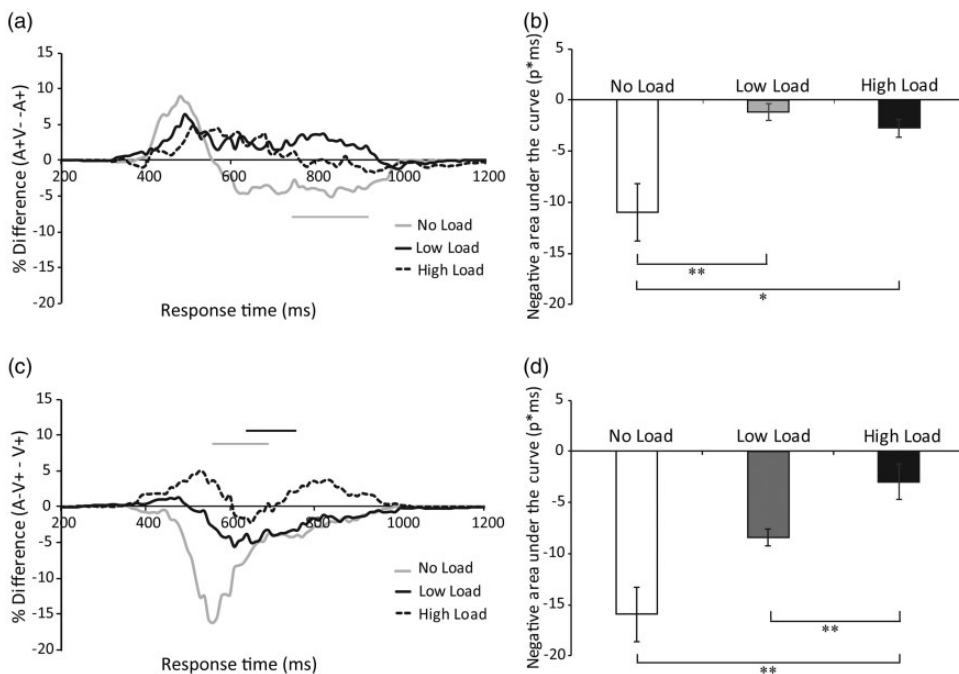 (a)
% Difference (A+V- -A+)
15
10
5
0
-5
-10
-15
-20
200 400 600 800 1000 1200
No Load
Low Load
High Load
Response time (ms)
(b)
Negative area under the curve (p*ms)
5
0
-5
-10
-15
-20
No Load Low Load High Load
**
*
(c)
% Difference (A-V+ - V+)
15
10
5
0
-5
-10
-15
-20
200 400 600 800 1000 1200
No Load
Low Load
High Load
Response time (ms)
(d)
Negative area under the curve (p*ms)
5
0
-5
-10
-15
-20
No Load Low Load High Load
**
**